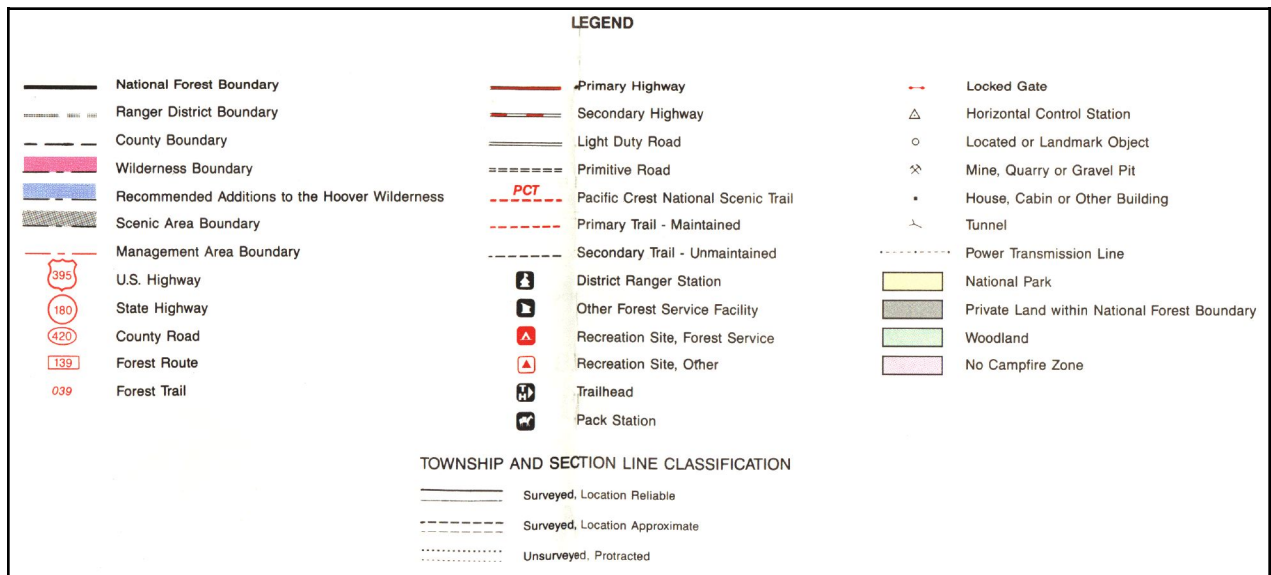 LEGEND
National Forest Boundary
Ranger District Boundary
County Boundary
Wilderness Boundary
Recommended Additions to the Hoover Wilderness
Scenic Area Boundary
Management Area Boundary
395 U.S. Highway
180 State Highway
420 County Road
139 Forest Route
039 Forest Trail
Primary Highway
Secondary Highway
Light Duty Road
Primitive Road
PCT Pacific Crest National Scenic Trail
Primary Trail - Maintained
Secondary Trail - Unmaintained
District Ranger Station
Other Forest Service Facility
Recreation Site, Forest Service
Recreation Site, Other
TH Trailhead
Pack Station
Locked Gate
Horizontal Control Station
Located or Landmark Object
Mine, Quarry or Gravel Pit
House, Cabin or Other Building
Tunnel
Power Transmission Line
National Park
Private Land within National Forest Boundary
Woodland
No Campfire Zone
TOWNSHIP AND SECTION LINE CLASSIFICATION
Surveyed, Location Reliable
Surveyed, Location Approximate
Unsurveyed, Protracted